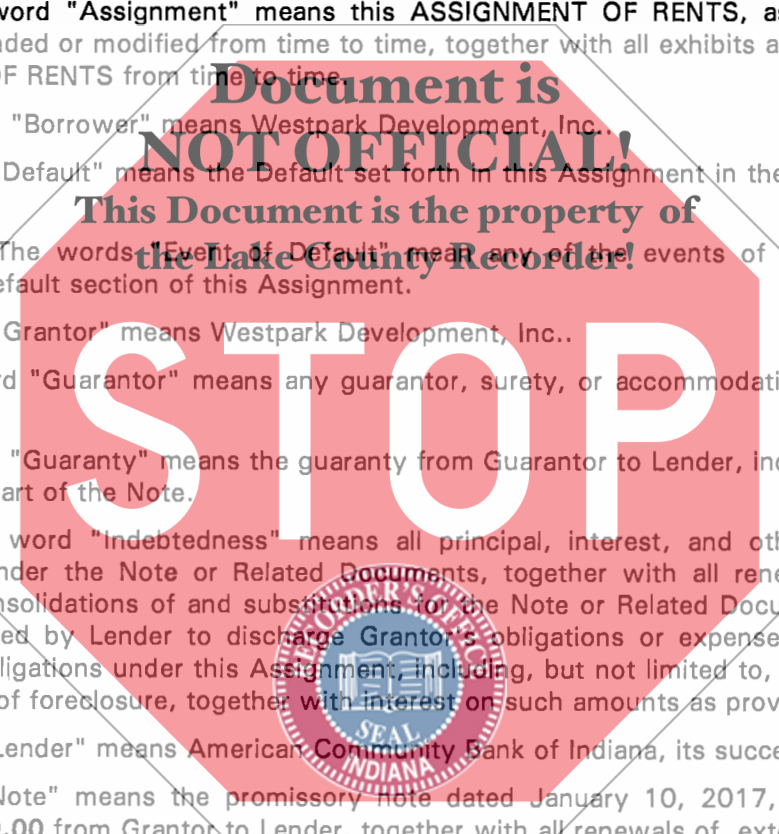 word "Assignment" means this ASSIGNMENT OF RENTS, as
ded or modified from time to time, together with all exhibits a
OF RENTS from time to time.
Document is
"Borrower" means Westpark Development, Inc..
NOT OFFICIAL!
Default" means the Default set forth in this Assignment in the
This Document is the property of
The words "Event of Default" mean any of the events of
the Lake County Recorder!
efault section of this Assignment.
Grantor" means Westpark Development, Inc..
rd "Guarantor" means any guarantor, surety, or accommodati
STOP
"Guaranty" means the guaranty from Guarantor to Lender, inc
art of the Note.
word "Indebtedness" means all principal, interest, and oth
nder the Note or Related Documents, together with all rene
nsolidations of and substitutions for the Note or Related Docu
ed by Lender to discharge Grantor's obligations or expense
ligations under this Assignment, including, but not limited to,
of foreclosure, together with interest on such amounts as prov
RECORDER'S OFFICE
SEAL
INDIANA
Lender" means American Community Bank of Indiana, its succe
Note" means the promissory note dated January 10, 2017,
0.00 from Grantor to Lender, together with all renewals of, ext